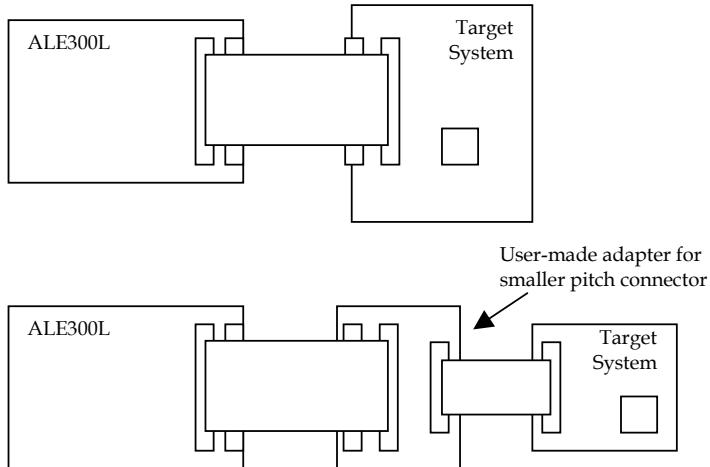 ALE300L
Target
System
User-made adapter for
smaller pitch connector
ALE300L
Target
System